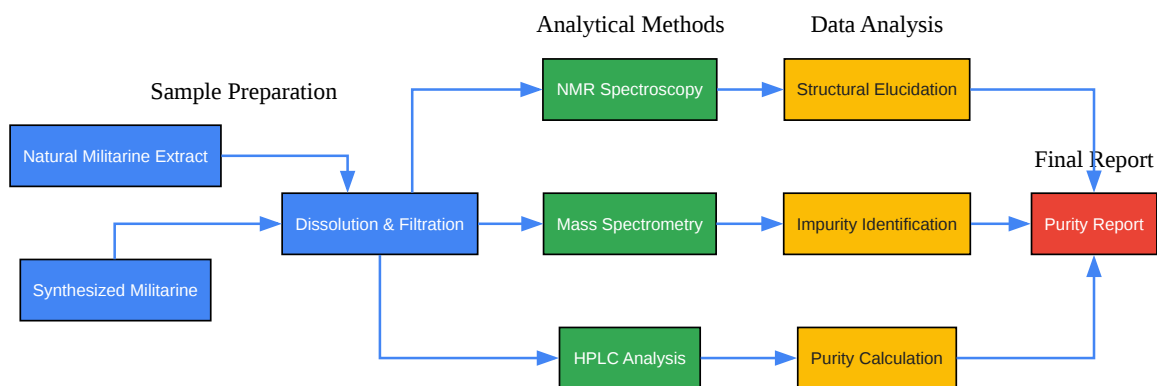 Analytical Methods
Data Analysis
NMR Spectroscopy
Structural Elucidation
Sample Preparation
Natural Militarine Extract
Final Report
Dissolution & Filtration
Mass Spectrometry
Impurity Identification
Purity Report
Synthesized Militarine
HPLC Analysis
Purity Calculation